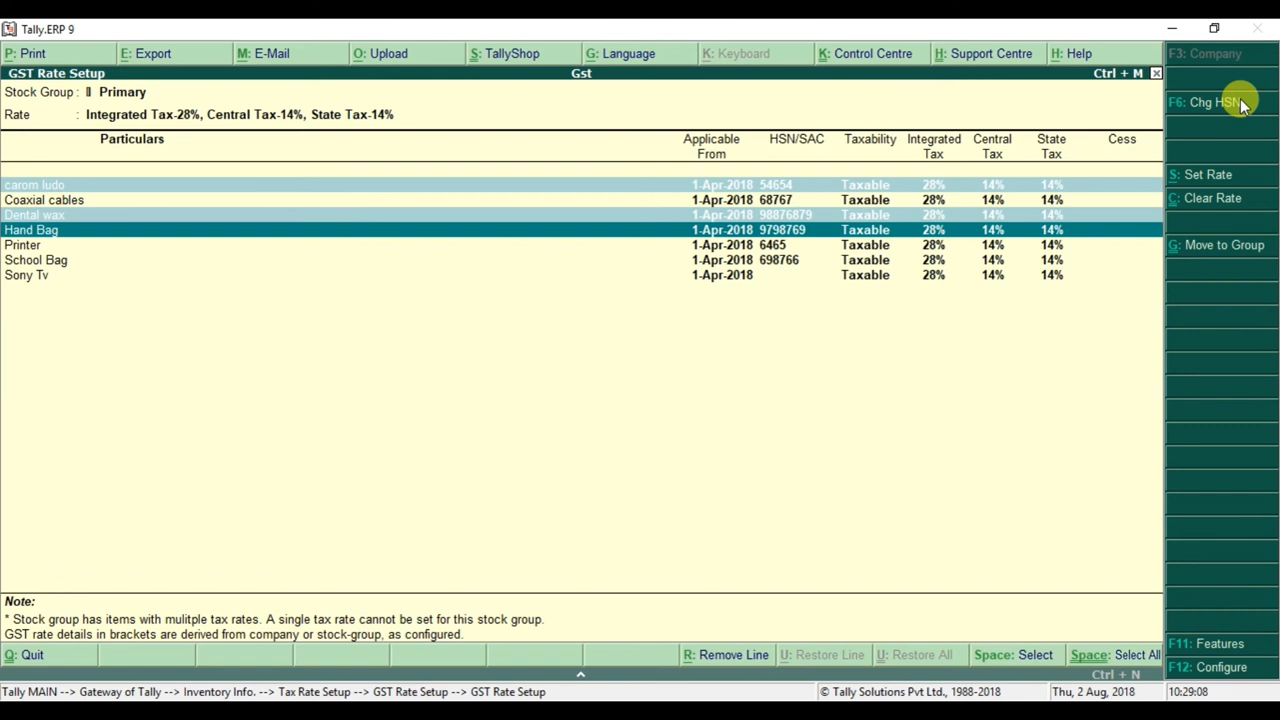 Tally.ERP 9
P: Print E: Export M: E-Mail O: Upload S: TallyShop G: Language K: Keyboard K: Control Centre H: Support Centre H: Help
F3: Company
GST Rate Setup Gst Ctrl + M
Stock Group : Primary
F6: Chg HSN
Rate : Integrated Tax-28%, Central Tax-14%, State Tax-14%
Particulars Applicable From HSN/SAC Taxability Integrated Tax Central Tax State Tax Cess
S: Set Rate
carom ludo 1-Apr-2018 54654 Taxable 28% 14% 14%
Coaxial cables 1-Apr-2018 68767 Taxable 28% 14% 14%
C: Clear Rate
Dental wax 1-Apr-2018 98876879 Taxable 28% 14% 14%
Hand Bag 1-Apr-2018 9798769 Taxable 28% 14% 14%
Printer 1-Apr-2018 6465 Taxable 28% 14% 14%
G: Move to Group
School Bag 1-Apr-2018 698766 Taxable 28% 14% 14%
Sony Tv 1-Apr-2018 Taxable 28% 14% 14%
Note:
* Stock group has items with mulitple tax rates. A single tax rate cannot be set for this stock group.
GST rate details in brackets are derived from company or stock-group, as configured.
F11: Features
Q: Quit R: Remove Line U: Restore Line U: Restore All Space: Select Space: Select All
F12: Configure
Ctrl + N
Tally MAIN --> Gateway of Tally --> Inventory Info. --> Tax Rate Setup --> GST Rate Setup --> GST Rate Setup © Tally Solutions Pvt Ltd., 1988-2018 Thu, 2 Aug, 2018 10:29:08